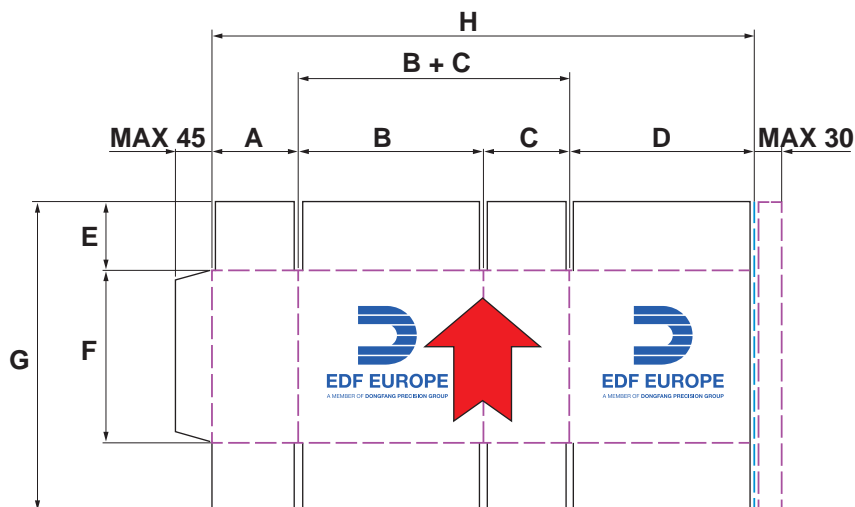 H
B + C
MAX 45
A
B
C
D
MAX 30
E
F
G
EDF EUROPE
A MEMBER OF DONGFANG PRECISION GROUP
EDF EUROPE
A MEMBER OF DONGFANG PRECISION GROUP